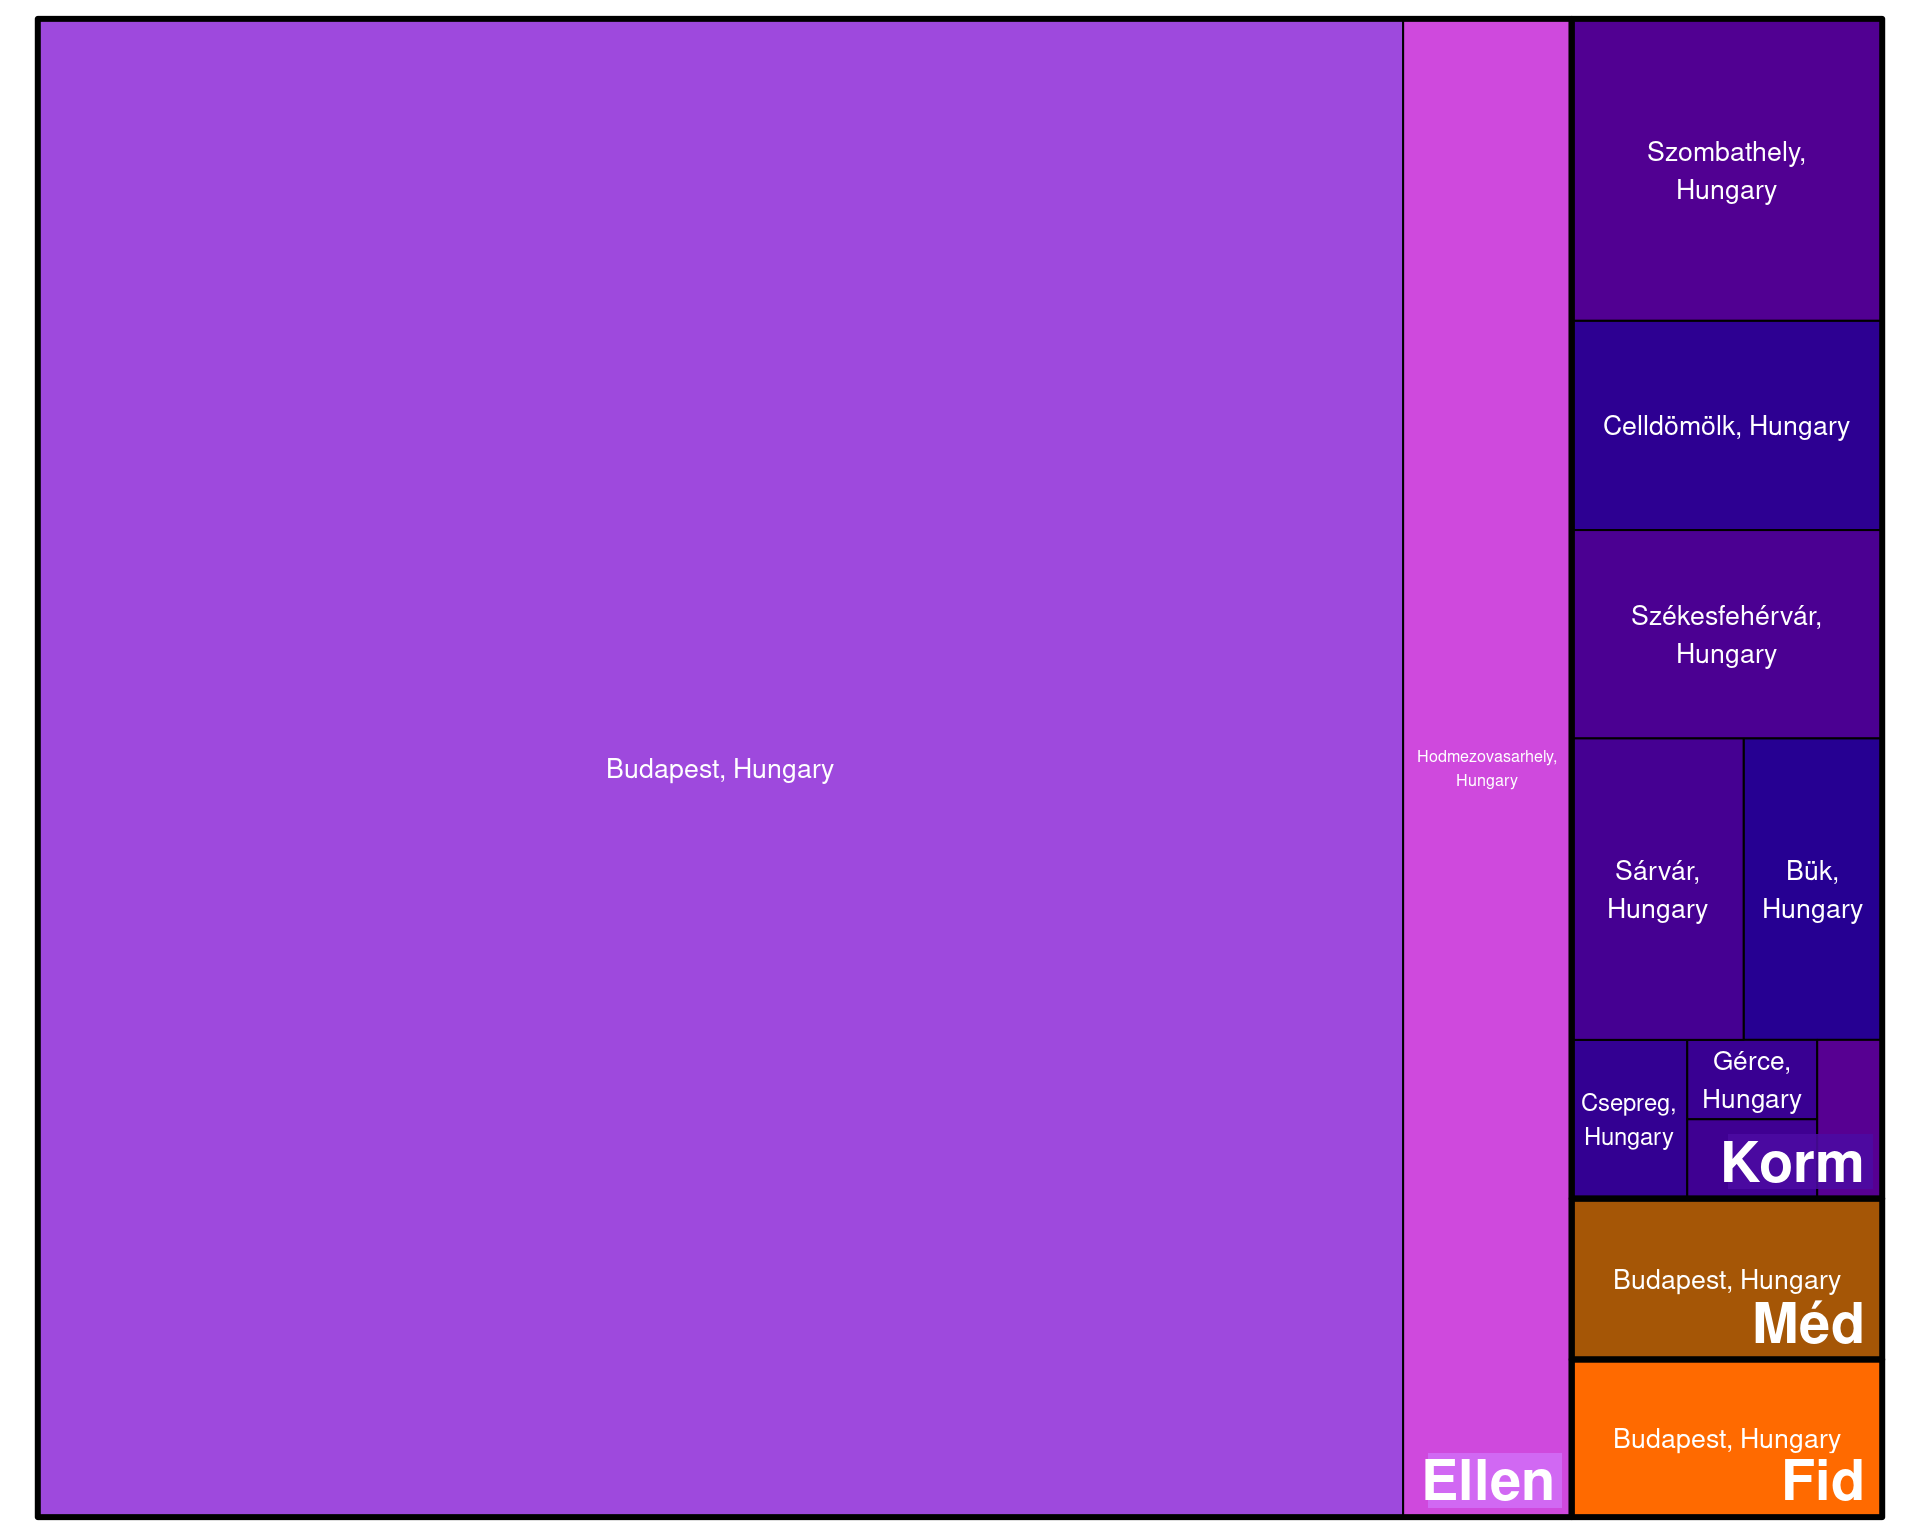 Budapest, Hungary
Hodmezovasarhely,
Hungary
Ellen
Szombathely,
Hungary
Celldömölk, Hungary
Székesfehérvár,
Hungary
Sárvár,
Hungary
Bük,
Hungary
Csepreg,
Hungary
Gérce,
Hungary
Korm
Budapest, Hungary
Méd
Budapest, Hungary
Fid